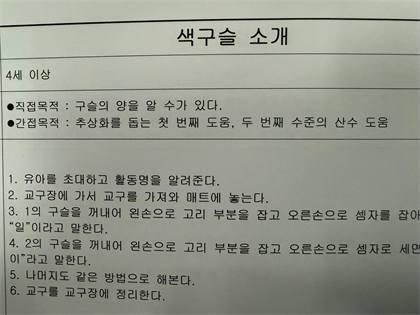 색구슬 소개
4세 이상
●직접목적 : 구슬의 양을 알 수가 있다.
●간접목적 : 추상화를 돕는 첫 번째 도움, 두 번째 수준의 산수 도움
1. 유아를 초대하고 활동명을 알려준다.
2. 교구장에 가서 교구를 가져와 매트에 놓는다.
3. 1의 구슬을 꺼내어 왼손으로 고리 부분을 잡고 오른손으로 셈자를 잡아
“일”이라고 말한다.
4. 2의 구슬을 꺼내어 왼손으로 고리 부분을 잡고 오른손으로 셈자로 세면
이”라고 말한다.
5. 나머지도 같은 방법으로 해본다.
6. 교구를 교구장에 정리한다.